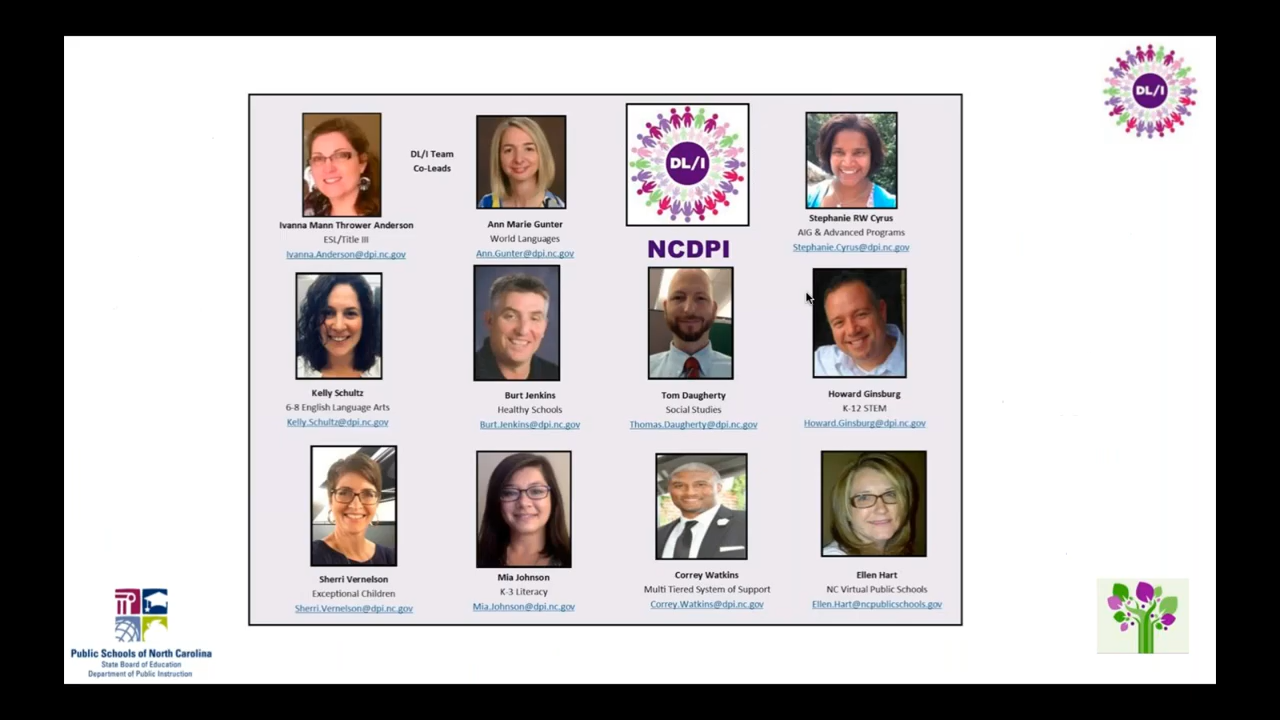 DL/I
DL/I Team
Co-Leads
DL/I
Ivanna Mann Thrower Anderson
ESL/Title III
Ivanna.Anderson@dpi.nc.gov
Ann Marie Gunter
World Languages
Ann.Gunter@dpi.nc.gov
NCDPI
Stephanie RW Cyrus
AIG & Advanced Programs
Stephanie.Cyrus@dpi.nc.gov
Kelly Schultz
6-8 English Language Arts
Kelly.Schultz@dpi.nc.gov
Burt Jenkins
Healthy Schools
Burt.Jenkins@dpi.nc.gov
Tom Daugherty
Social Studies
Thomas.Daugherty@dpi.nc.gov
Howard Ginsburg
K-12 STEM
Howard.Ginsburg@dpi.nc.gov
Sherri Vernelson
Exceptional Children
Sherri.Vernelson@dpi.nc.gov
Mia Johnson
K-3 Literacy
Mia.Johnson@dpi.nc.gov
Correy Watkins
Multi Tiered System of Support
Correy.Watkins@dpi.nc.gov
Ellen Hart
NC Virtual Public Schools
Ellen.Hart@ncpublicschools.gov
Public Schools of North Carolina
State Board of Education
Department of Public Instruction